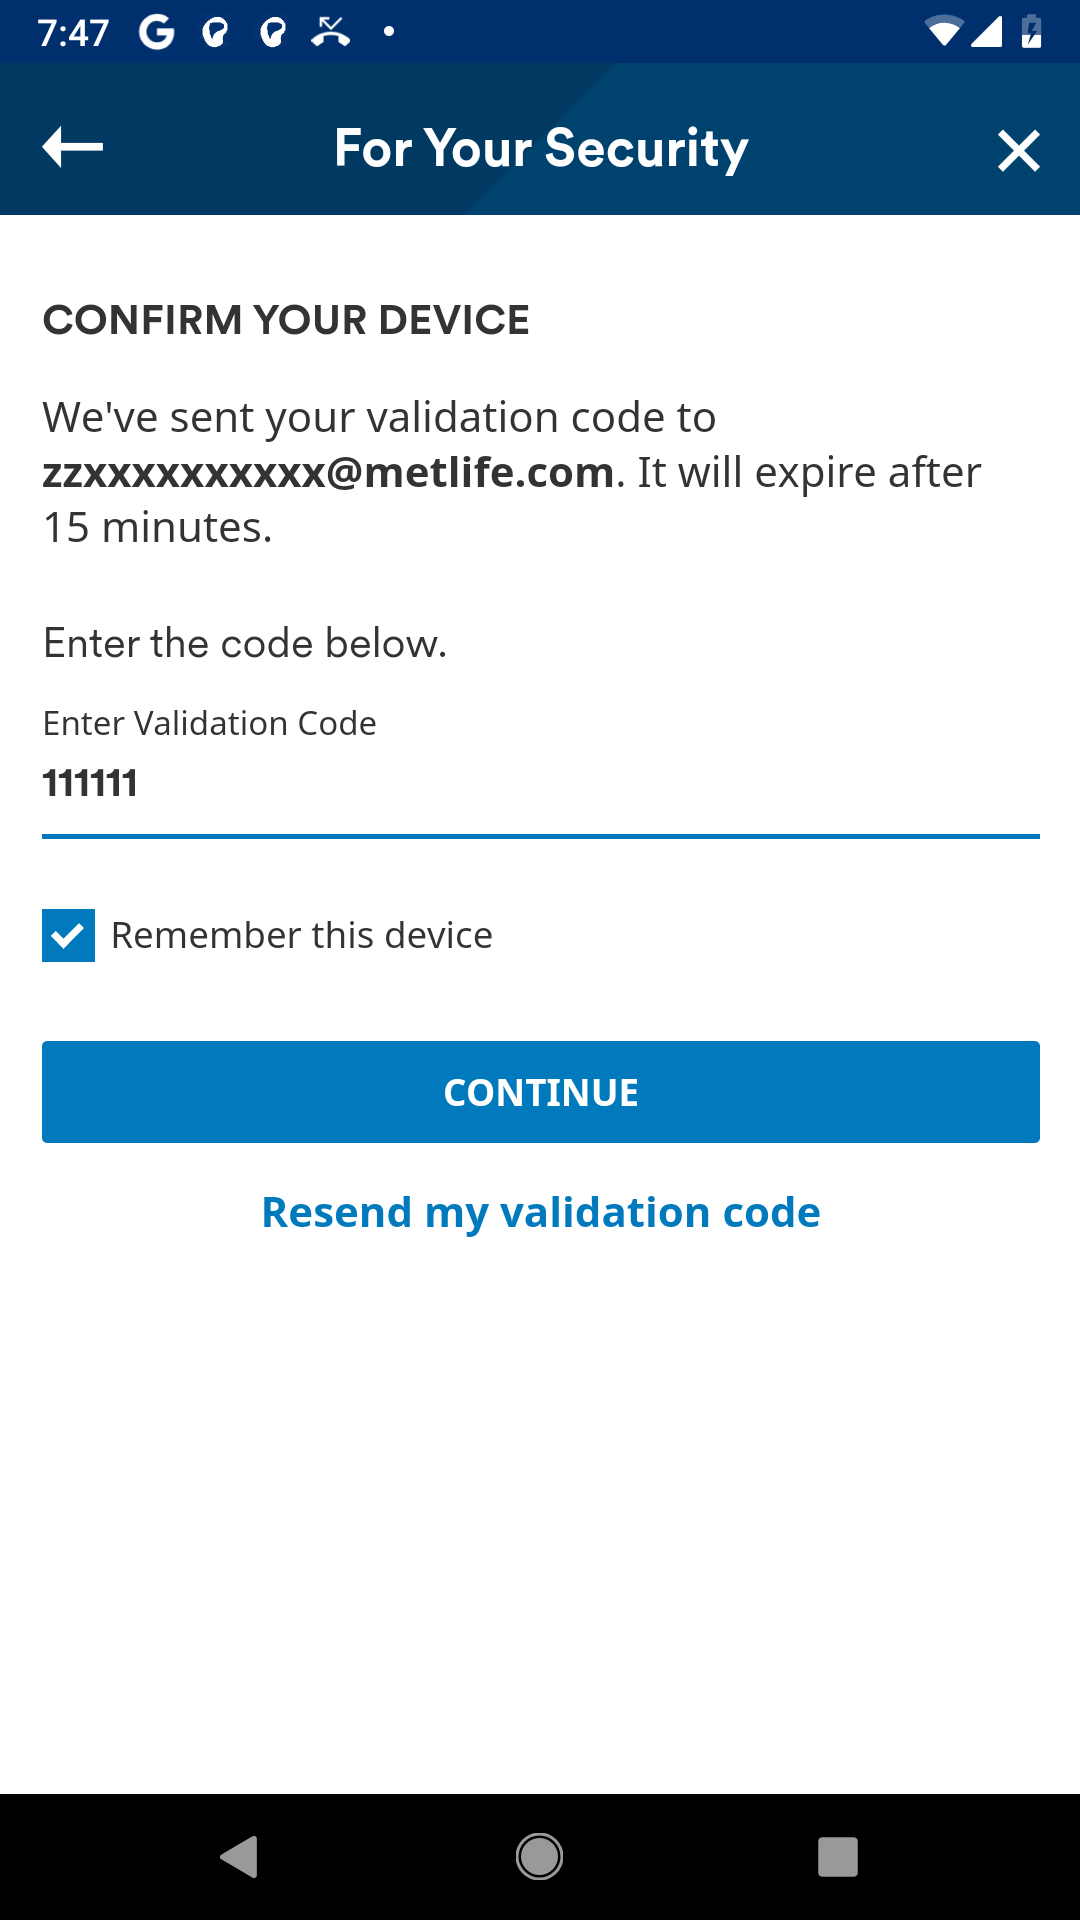 7:47
For Your Security
CONFIRM YOUR DEVICE
We've sent your validation code to
zzxxxxxxxxxx@metlife.com. It will expire after
15 minutes.
Enter the code below.
Enter Validation Code
111111
Remember this device
CONTINUE
Resend my validation code